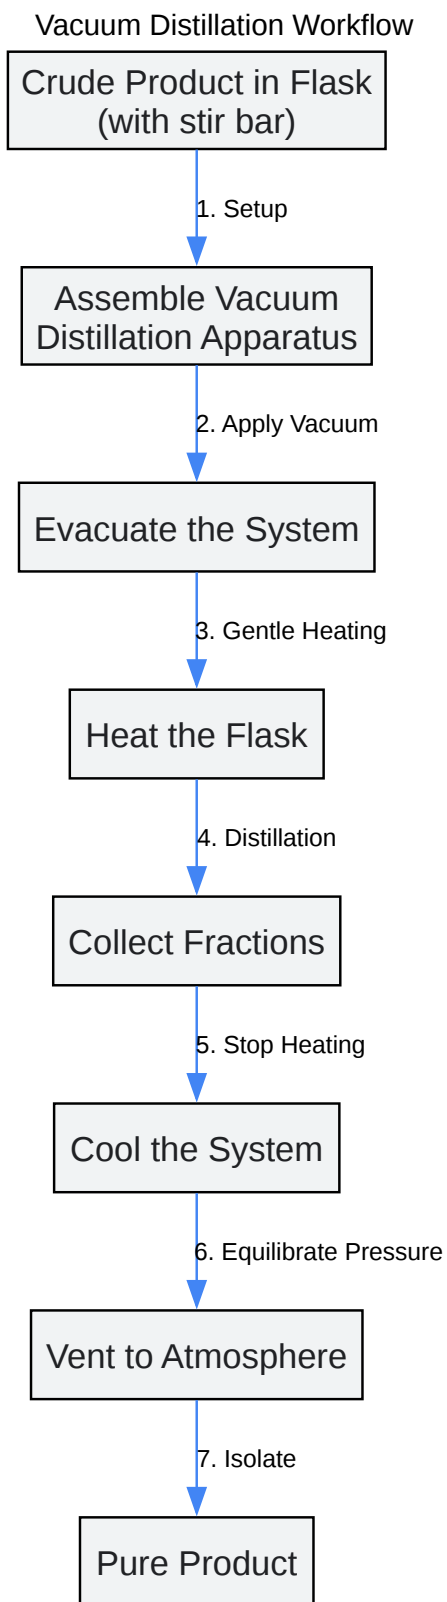 Vacuum Distillation Workflow
Crude Product in Flask
(with stir bar)
1. Setup
Assemble Vacuum
Distillation Apparatus
2. Apply Vacuum
Evacuate the System
3. Gentle Heating
Heat the Flask
4. Distillation
Collect Fractions
5. Stop Heating
Cool the System
6. Equilibrate Pressure
Vent to Atmosphere
7. Isolate
Pure Product